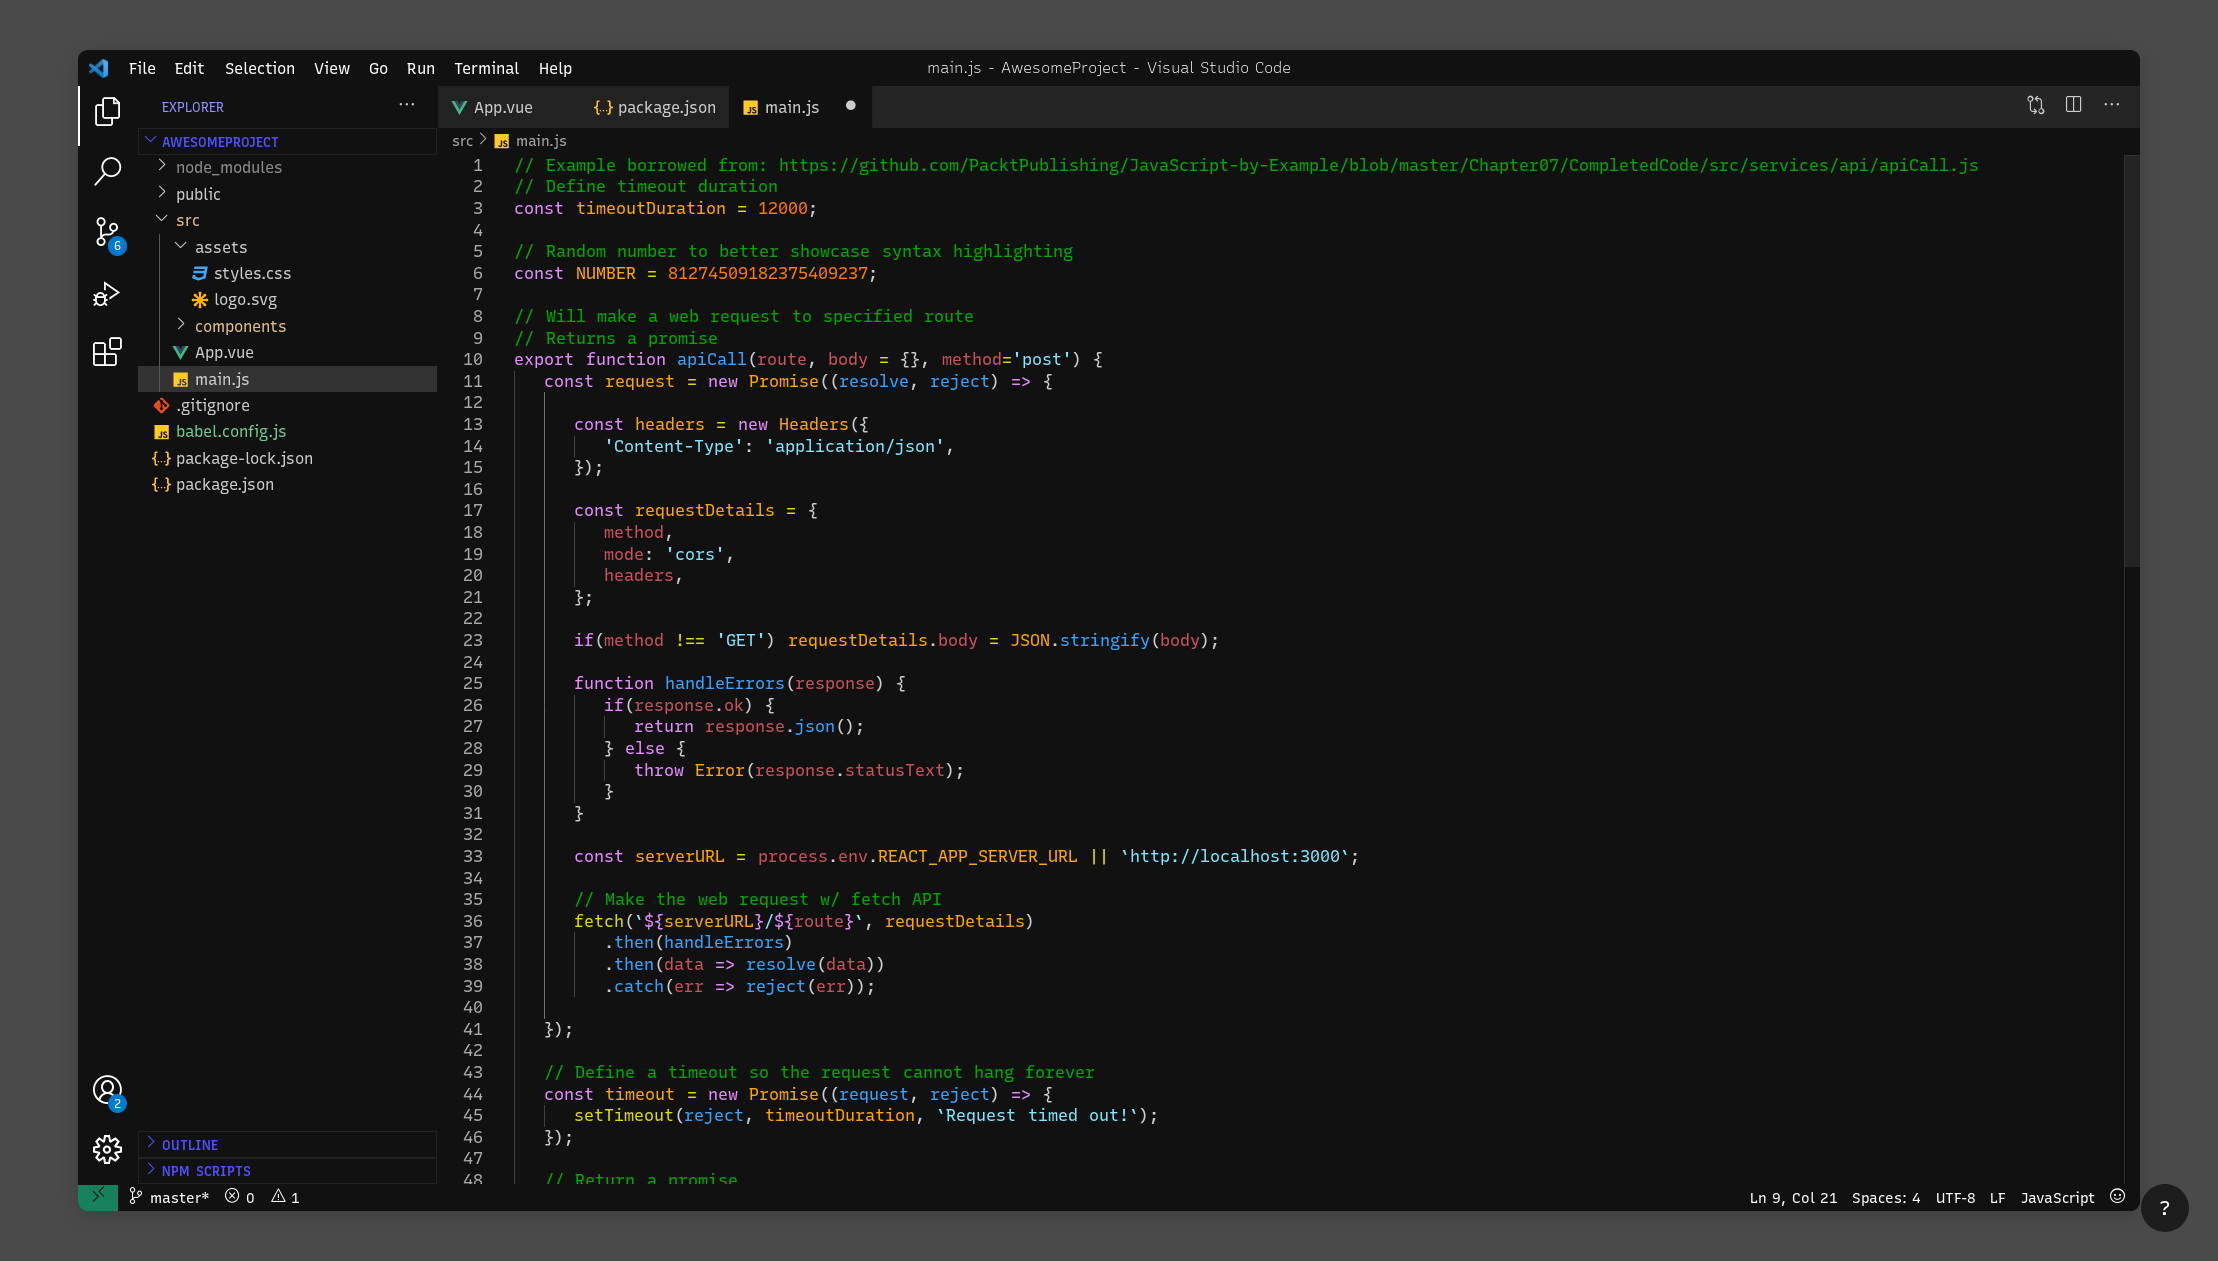 File Edit Selection View Go Run Terminal Help
main.js - AwesomeProject - Visual Studio Code
EXPLORER
AWESOMEPROJECT
node_modules
public
src
assets
styles.css
logo.svg
components
App.vue
main.js
.gitignore
babel.config.js
package-lock.json
package.json
6
2
OUTLINE
NPM SCRIPTS
App.vue
{..} package.json
JS main.js
src > JS main.js
1 // Example borrowed from: https://github.com/PacktPublishing/JavaScript-by-Example/blob/master/Chapter07/CompletedCode/src/services/api/apiCall.js
2 // Define timeout duration
3 const timeoutDuration = 12000;
4
5 // Random number to better showcase syntax highlighting
6 const NUMBER = 81274509182375409237;
7
8 // Will make a web request to specified route
9 // Returns a promise
10 export function apiCall(route, body = {}, method='post') {
11 const request = new Promise((resolve, reject) => {
12
13 const headers = new Headers({
14 'Content-Type': 'application/json',
15 });
16
17 const requestDetails = {
18 method,
19 mode: 'cors',
20 headers,
21 };
22
23 if(method !== 'GET') requestDetails.body = JSON.stringify(body);
24
25 function handleErrors(response) {
26 if(response.ok) {
27 return response.json();
28 } else {
29 throw Error(response.statusText);
30 }
31 }
32
33 const serverURL = process.env.REACT_APP_SERVER_URL || `http://localhost:3000`;
34
35 // Make the web request w/ fetch API
36 fetch(`${serverURL}/${route}`, requestDetails)
37 .then(handleErrors)
38 .then(data => resolve(data))
39 .catch(err => reject(err));
40
41 });
42
43 // Define a timeout so the request cannot hang forever
44 const timeout = new Promise((request, reject) => {
45 setTimeout(reject, timeoutDuration, `Request timed out!`);
46 });
47
48 // Return a promise
master* 0 1
Ln 9, Col 21 Spaces: 4 UTF-8 LF JavaScript
?